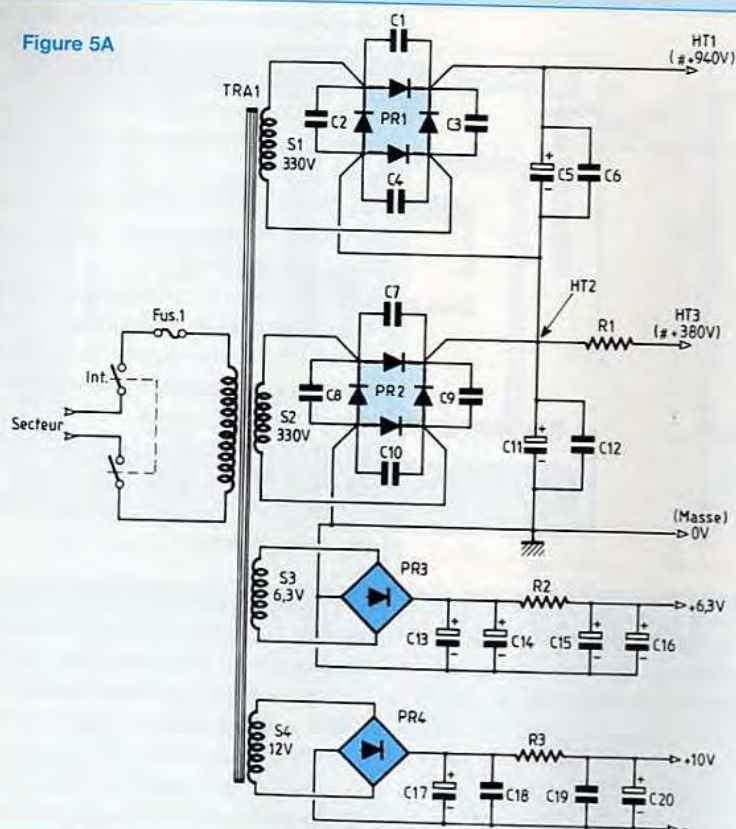 Figure 5A
C1
HT1
(#+940V)
TRA1
C2
PR1
C3
S1
330V
C4
+
C5
-
C6
HT2
C7
Fus.1
R1
HT3
(#+380V)
Int.
C8
PR2
C9
S2
330V
Secteur
C10
+
C11
-
C12
(Masse)
0V
S3
6,3V
PR3
R2
+6,3V
+
C13
-
+
C14
-
+
C15
-
+
C16
-
S4
12V
PR4
R3
+10V
+
C17
-
C18
C19
+
C20
-